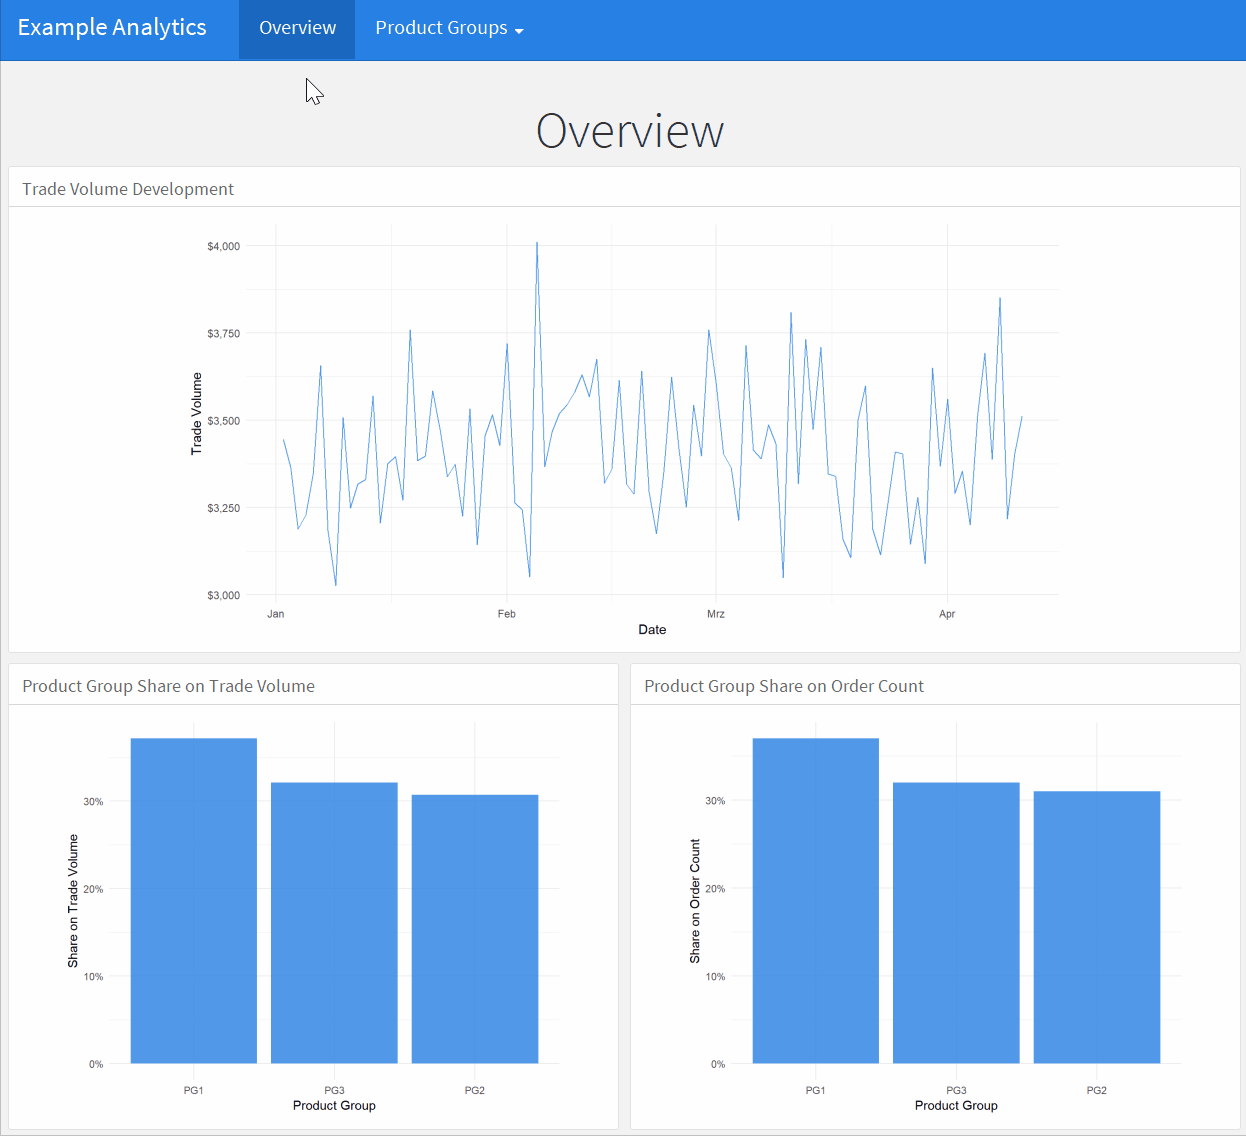 Example Analytics Overview Product Groups
Overview
Trade Volume Development
$4,000
$3,750
$3,500
$3,250
$3,000
Trade Volume
Jan Feb Mrz Apr
Date
Product Group Share on Trade Volume
30%
20%
10%
0%
Share on Trade Volume
PG1 PG3 PG2
Product Group
Product Group Share on Order Count
30%
20%
10%
0%
Share on Order Count
PG1 PG3 PG2
Product Group